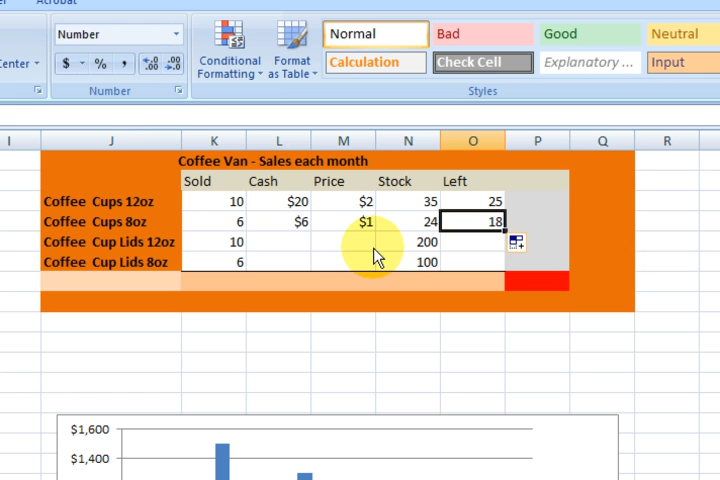 Acrobat
Number
Center
$ % ,
.00 .00
Number
Conditional
Formatting
Format
as Table
Normal
Bad
Good
Neutral
Calculation
Check Cell
Explanatory ...
Input
Styles
I J K L M N O P Q R
Coffee Van - Sales each month
Sold Cash Price Stock Left
Coffee Cups 12oz 10 $20 $2 35 25
Coffee Cups 8oz 6 $6 $1 24 18
Coffee Cup Lids 12oz 10 200
Coffee Cup Lids 8oz 6 100
$1,600
$1,400